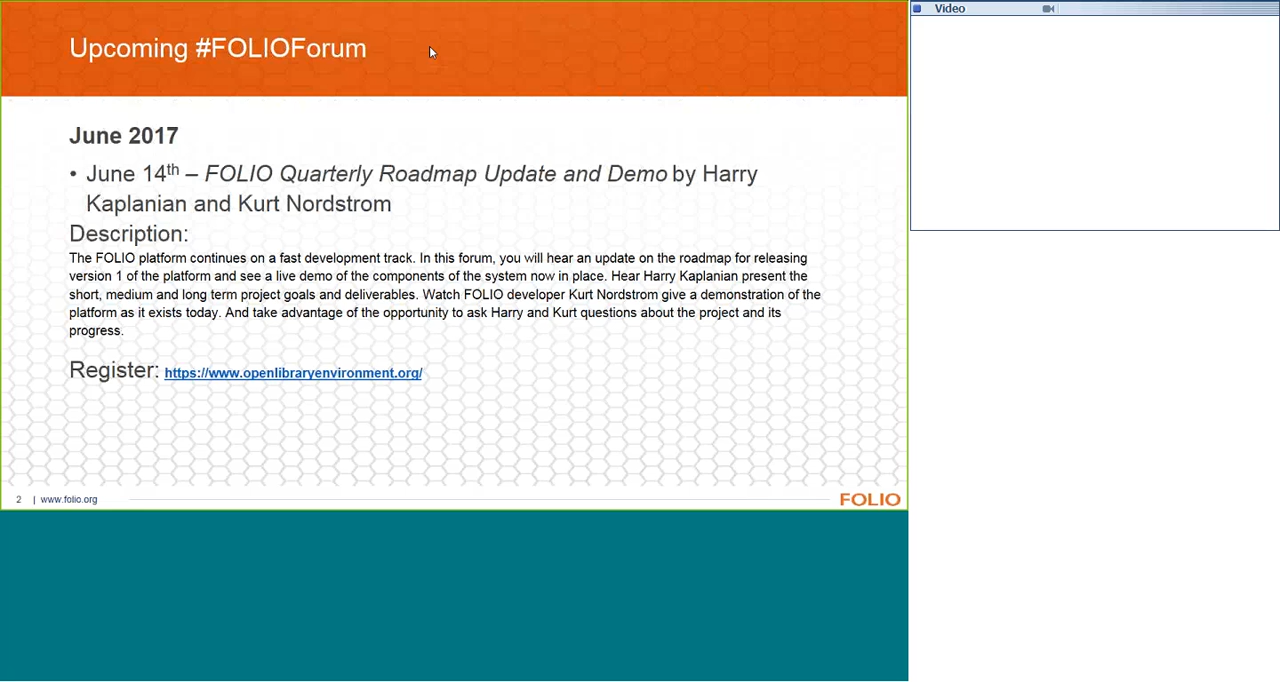 Upcoming #FOLIOForum
Video
June 2017
• June 14th – FOLIO Quarterly Roadmap Update and Demo by Harry
Kaplanian and Kurt Nordstrom
Description:
The FOLIO platform continues on a fast development track. In this forum, you will hear an update on the roadmap for releasing
version 1 of the platform and see a live demo of the components of the system now in place. Hear Harry Kaplanian present the
short, medium and long term project goals and deliverables. Watch FOLIO developer Kurt Nordstrom give a demonstration of the
platform as it exists today. And take advantage of the opportunity to ask Harry and Kurt questions about the project and its
progress.
Register: https://www.openlibraryenvironment.org/
2 | www.folio.org
FOLIO